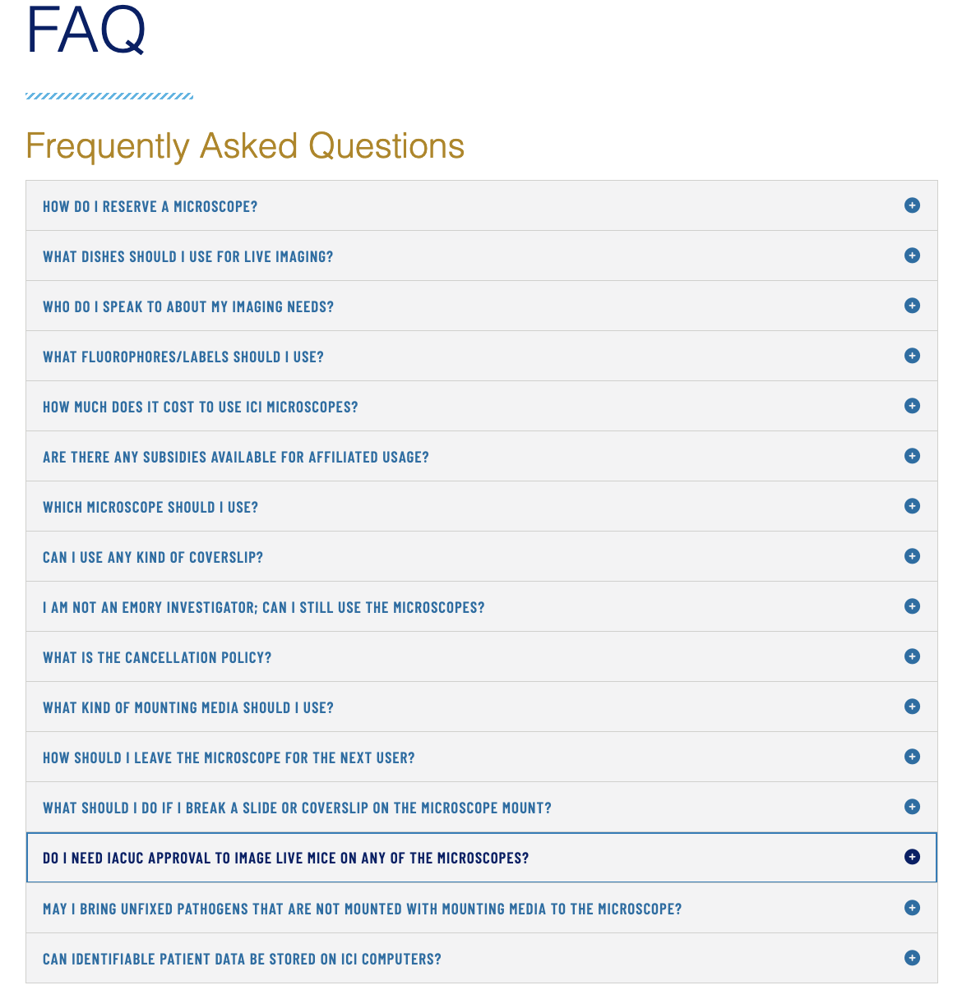 FAQ
Frequently Asked Questions
HOW DO I RESERVE A MICROSCOPE?
WHAT DISHES SHOULD I USE FOR LIVE IMAGING?
WHO DO I SPEAK TO ABOUT MY IMAGING NEEDS?
WHAT FLUOROPHORES/LABELS SHOULD I USE?
HOW MUCH DOES IT COST TO USE ICI MICROSCOPES?
ARE THERE ANY SUBSIDIES AVAILABLE FOR AFFILIATED USAGE?
WHICH MICROSCOPE SHOULD I USE?
CAN I USE ANY KIND OF COVERSLIP?
I AM NOT AN EMORY INVESTIGATOR; CAN I STILL USE THE MICROSCOPES?
WHAT IS THE CANCELLATION POLICY?
WHAT KIND OF MOUNTING MEDIA SHOULD I USE?
HOW SHOULD I LEAVE THE MICROSCOPE FOR THE NEXT USER?
WHAT SHOULD I DO IF I BREAK A SLIDE OR COVERSLIP ON THE MICROSCOPE MOUNT?
DO I NEED IACUC APPROVAL TO IMAGE LIVE MICE ON ANY OF THE MICROSCOPES?
MAY I BRING UNFIXED PATHOGENS THAT ARE NOT MOUNTED WITH MOUNTING MEDIA TO THE MICROSCOPE?
CAN IDENTIFIABLE PATIENT DATA BE STORED ON ICI COMPUTERS?